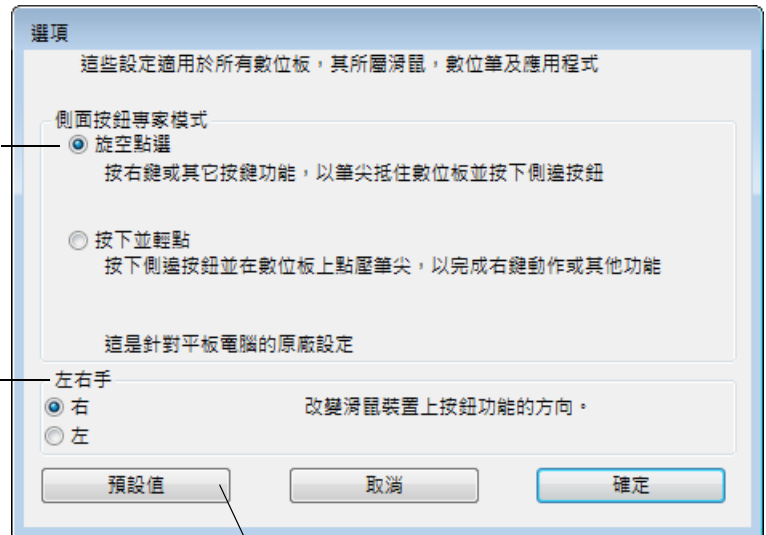 選項
這些設定適用於所有數位板，其所屬滑鼠，數位筆及應用程式
側面按鈕專家模式
旋空點選
按右鍵或其它按鍵功能，以筆尖抵住數位板並按下側邊按鈕
按下並輕點
按下側邊按鈕並在數位板上點壓筆尖，以完成右鍵動作或其他功能
這是針對平板電腦的原廠設定
左右手
右 改變滑鼠裝置上按鈕功能的方向。
左
預設值 取消 確定